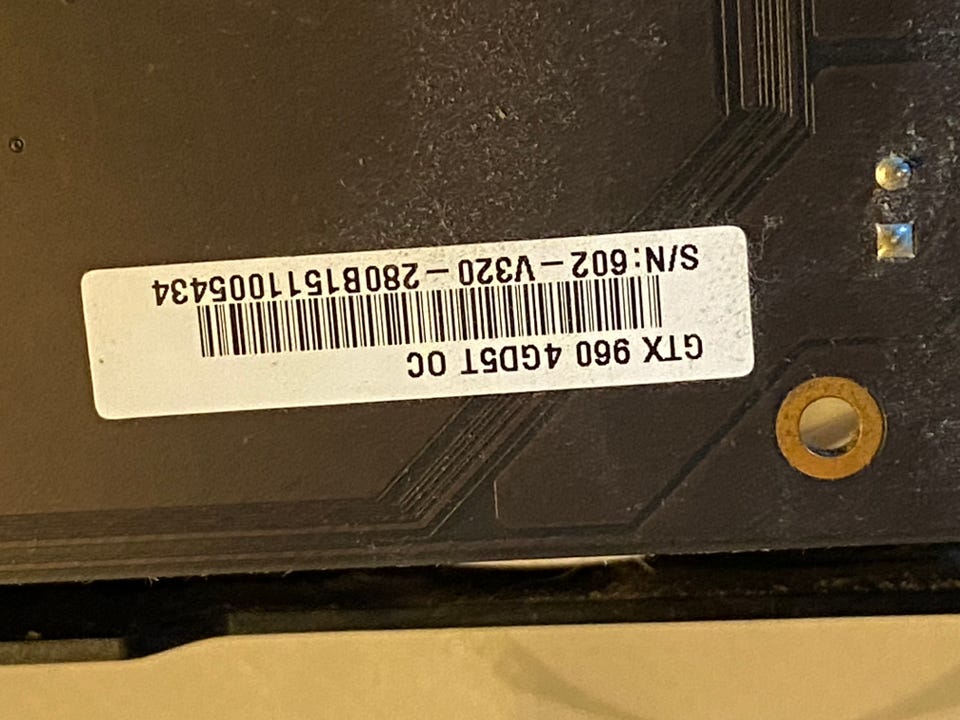 GTX 960 4GD5T OC
S/N:602-V320-280B1511005434